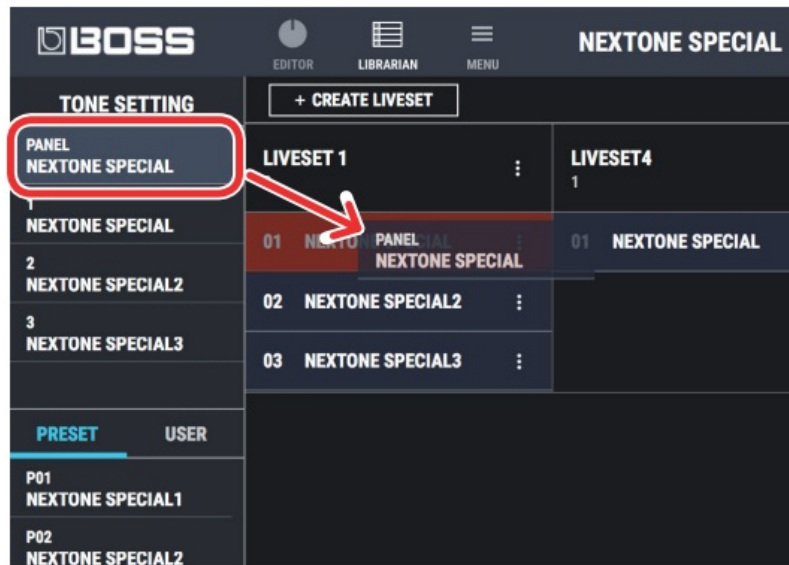 BOSS
EDITOR
LIBRARIAN
MENU
NEXTONE SPECIAL
TONE SETTING
+ CREATE LIVESET
PANEL
NEXTONE SPECIAL
1
NEXTONE SPECIAL
2
NEXTONE SPECIAL2
3
NEXTONE SPECIAL3
PRESET USER
P01
NEXTONE SPECIAL1
P02
NEXTONE SPECIAL2
LIVESET 1
01
PANEL
NEXTONE SPECIAL
02 NEXTONE SPECIAL2
03 NEXTONE SPECIAL3
LIVESET4
1
01 NEXTONE SPECIAL